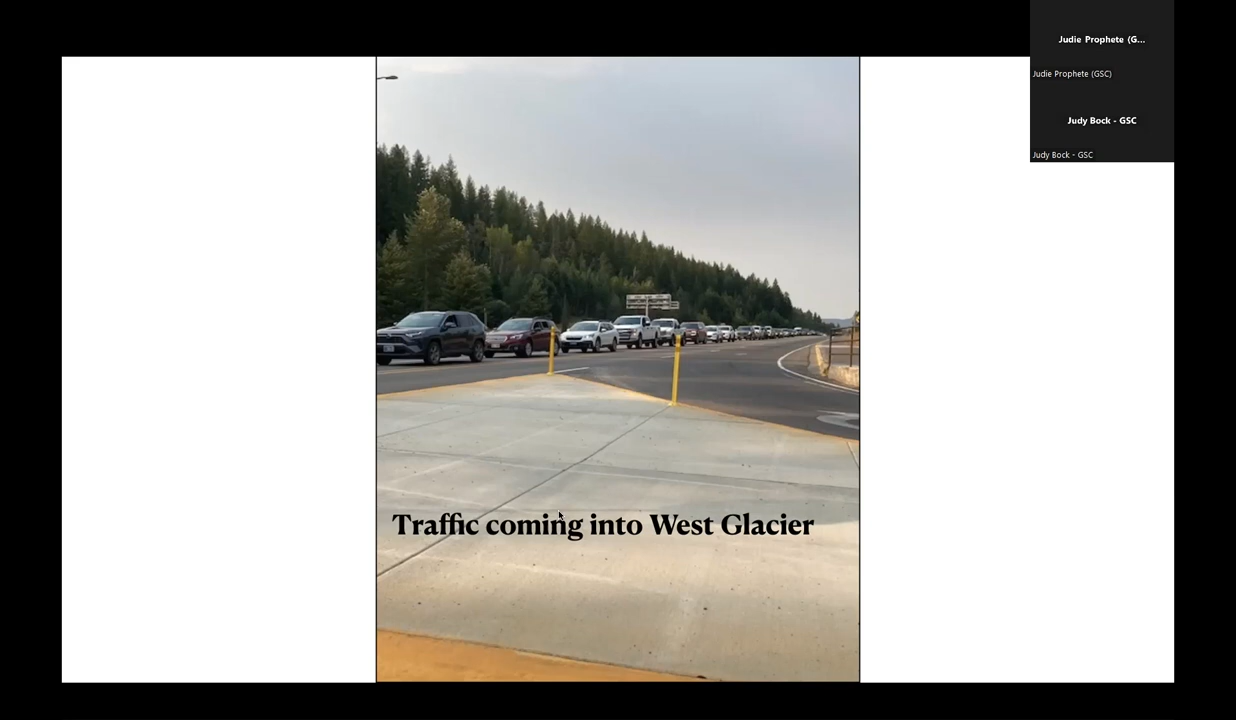 Judie Prophete (G...
Judie Prophete (GSC)
Judy Bock - GSC
Judy Bock - GSC
Traffic coming into West Glacier